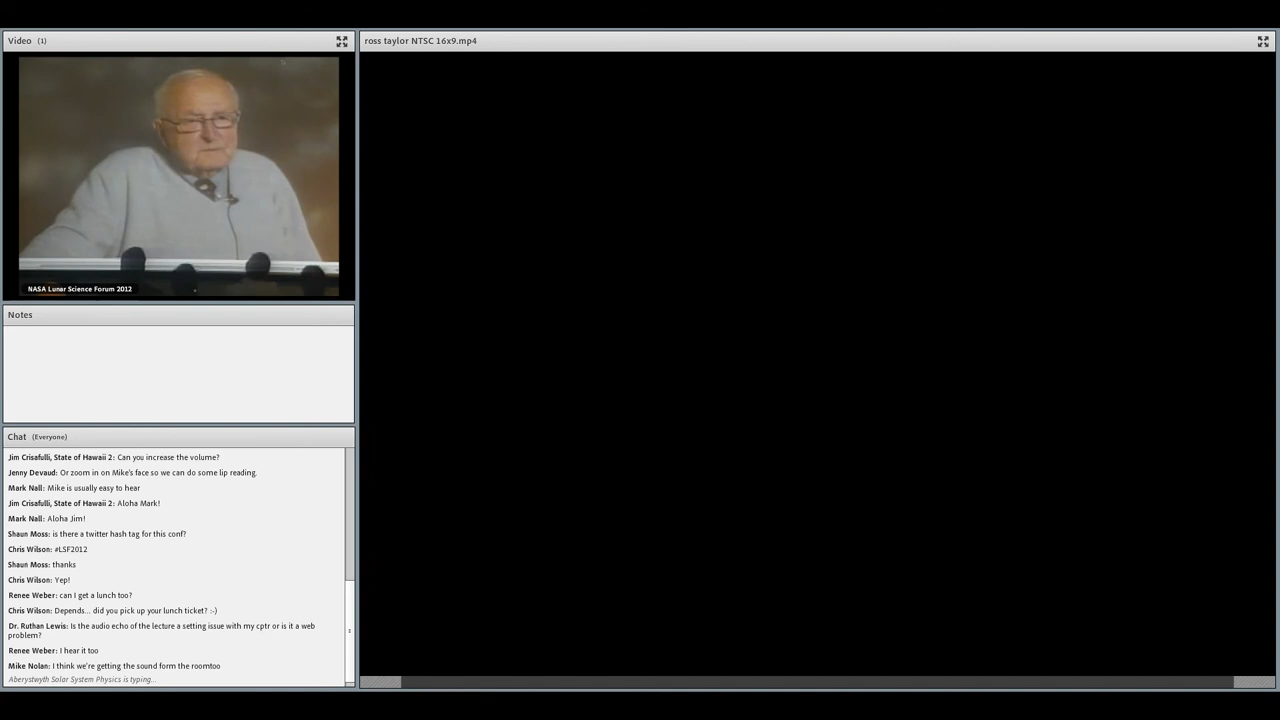 Video (1)
ross taylor NTSC 16x9.mp4
NASA Lunar Science Forum 2012
Notes
Chat (Everyone)
Jim Crisafulli, State of Hawaii 2: Can you increase the volume?
Jenny Devaud: Or zoom in on Mike's face so we can do some lip reading.
Mark Nall: Mike is usually easy to hear
Jim Crisafulli, State of Hawaii 2: Aloha Mark!
Mark Nall: Aloha Jim!
Shaun Moss: is there a twitter hash tag for this conf?
Chris Wilson: #LSF2012
Shaun Moss: thanks
Chris Wilson: Yep!
Renee Weber: can I get a lunch too?
Chris Wilson: Depends... did you pick up your lunch ticket? :-)
Dr. Ruthan Lewis: Is the audio echo of the lecture a setting issue with my cptr or is it a web
problem?
Renee Weber: I hear it too
Mike Nolan: I think we're getting the sound form the roomtoo
Aberystwyth Solar System Physics is typing...